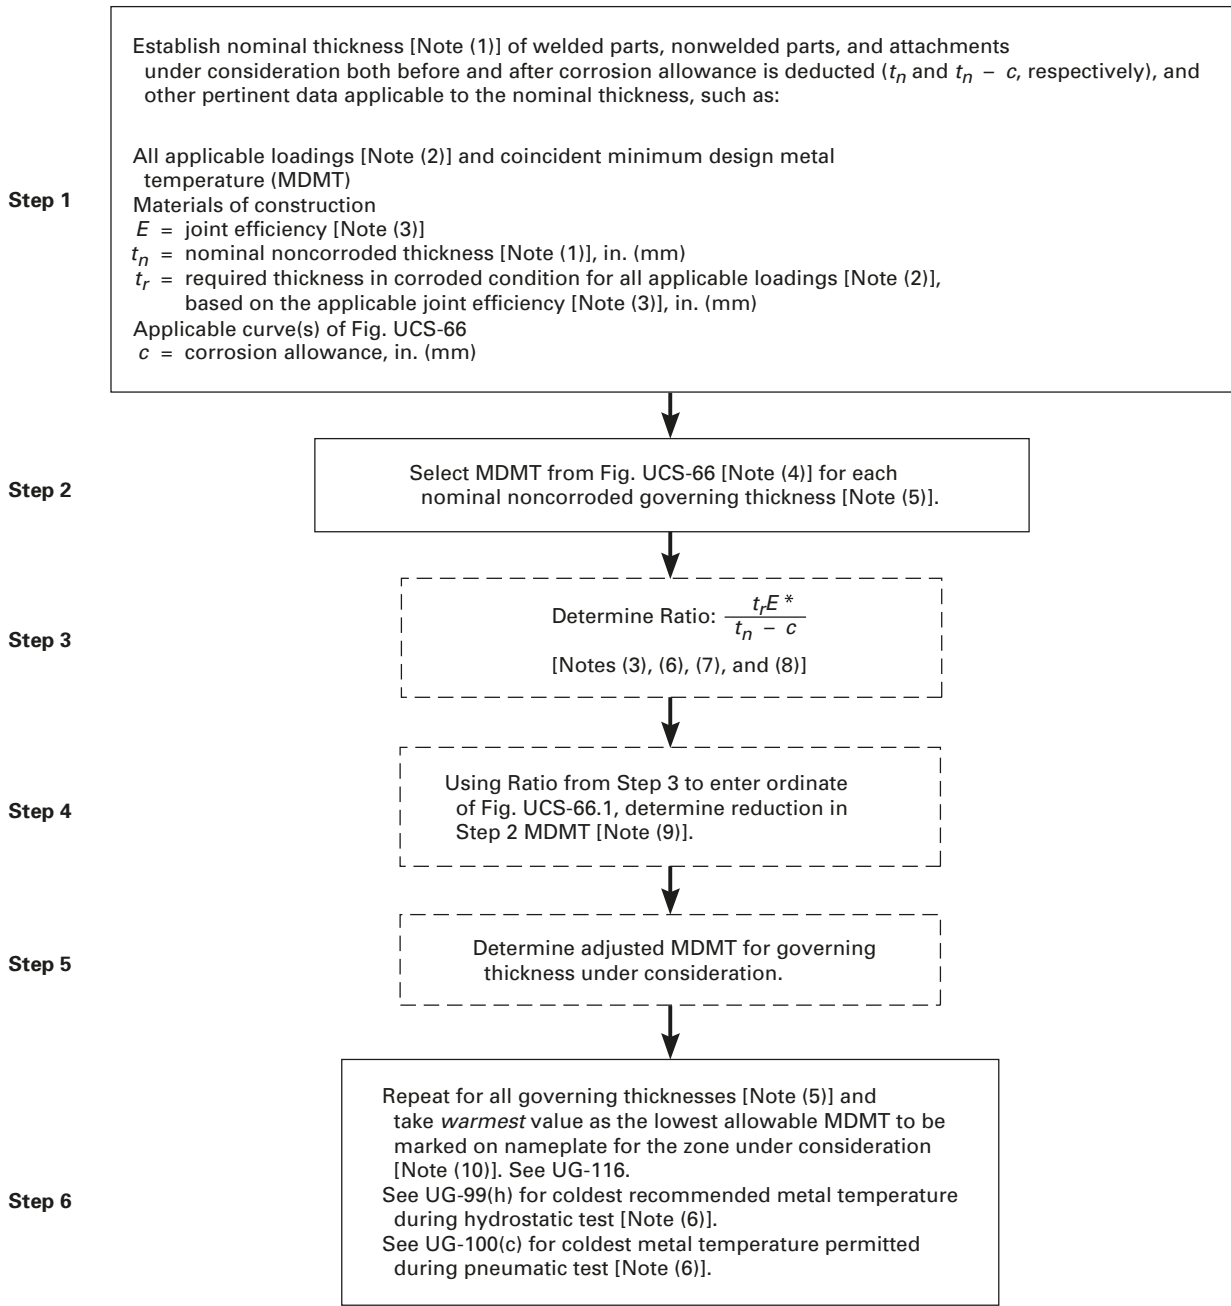 Step 1
Establish nominal thickness [Note (1)] of welded parts, nonwelded parts, and attachments
under consideration both before and after corrosion allowance is deducted (tn and tn – c, respectively), and
other pertinent data applicable to the nominal thickness, such as:
All applicable loadings [Note (2)] and coincident minimum design metal
temperature (MDMT)
Materials of construction
E = joint efficiency [Note (3)]
tn = nominal noncorroded thickness [Note (1)], in. (mm)
tr = required thickness in corroded condition for all applicable loadings [Note (2)],
based on the applicable joint efficiency [Note (3)], in. (mm)
Applicable curve(s) of Fig. UCS-66
c = corrosion allowance, in. (mm)
Step 2
Select MDMT from Fig. UCS-66 [Note (4)] for each
nominal noncorroded governing thickness [Note (5)].
Step 3
Determine Ratio: trE* / tn – c
[Notes (3), (6), (7), and (8)]
Step 4
Using Ratio from Step 3 to enter ordinate
of Fig. UCS-66.1, determine reduction in
Step 2 MDMT [Note (9)].
Step 5
Determine adjusted MDMT for governing
thickness under consideration.
Step 6
Repeat for all governing thicknesses [Note (5)] and
take warmest value as the lowest allowable MDMT to be
marked on nameplate for the zone under consideration
[Note (10)]. See UG-116.
See UG-99(h) for coldest recommended metal temperature
during hydrostatic test [Note (6)].
See UG-100(c) for coldest metal temperature permitted
during pneumatic test [Note (6)].